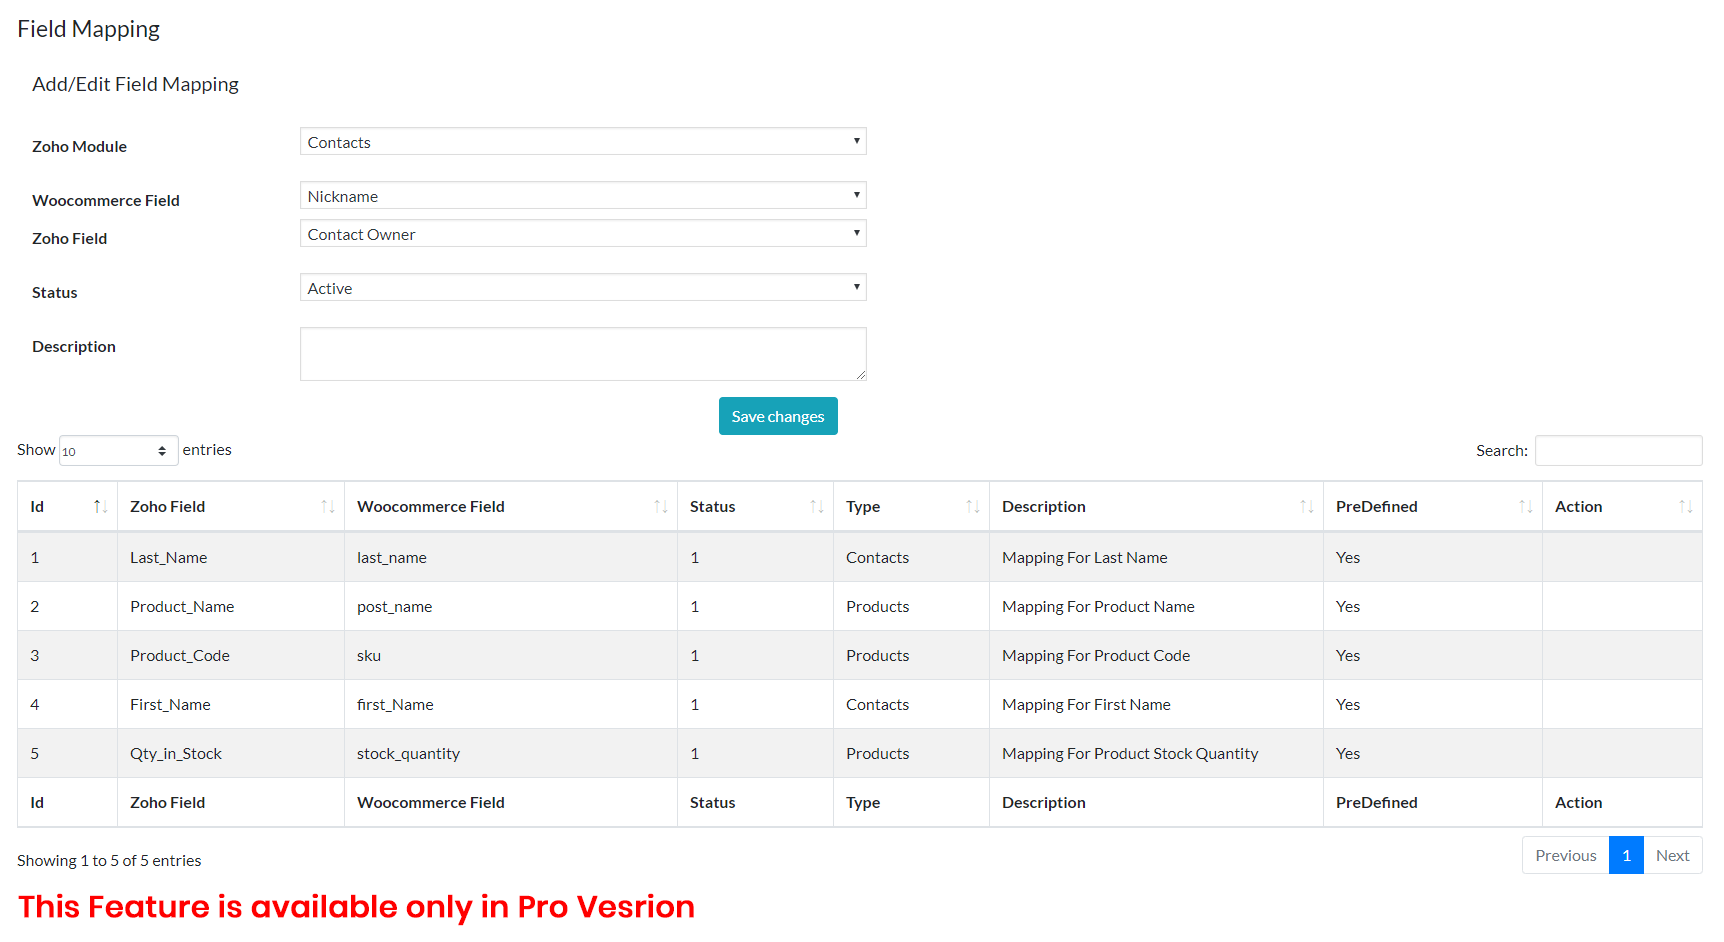 Field Mapping
Add/Edit Field Mapping
Zoho Module Contacts
Woocommerce Field Nickname
Zoho Field Contact Owner
Status Active
Description
Save changes
Show 10 entries Search:
Id Zoho Field Woocommerce Field Status Type Description PreDefined Action
1 Last_Name last_name 1 Contacts Mapping For Last Name Yes
2 Product_Name post_name 1 Products Mapping For Product Name Yes
3 Product_Code sku 1 Products Mapping For Product Code Yes
4 First_Name first_Name 1 Contacts Mapping For First Name Yes
5 Qty_in_Stock stock_quantity 1 Products Mapping For Product Stock Quantity Yes
Id Zoho Field Woocommerce Field Status Type Description PreDefined Action
Showing 1 to 5 of 5 entries Previous 1 Next
This Feature is available only in Pro Vesrion